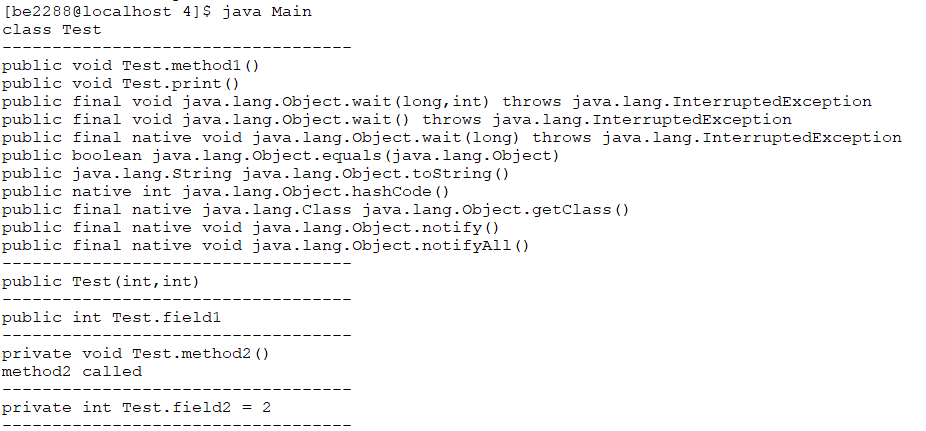 [be2288@localhost 4]$ java Main
class Test
-----------------------------------
public void Test.method1()
public void Test.print()
public final void java.lang.Object.wait(long,int) throws java.lang.InterruptedException
public final void java.lang.Object.wait() throws java.lang.InterruptedException
public final native void java.lang.Object.wait(long) throws java.lang.InterruptedException
public boolean java.lang.Object.equals(java.lang.Object)
public java.lang.String java.lang.Object.toString()
public native int java.lang.Object.hashCode()
public final native java.lang.Class java.lang.Object.getClass()
public final native void java.lang.Object.notify()
public final native void java.lang.Object.notifyAll()
-----------------------------------
public Test(int,int)
-----------------------------------
public int Test.field1
-----------------------------------
private void Test.method2()
method2 called
-----------------------------------
private int Test.field2 = 2
-----------------------------------